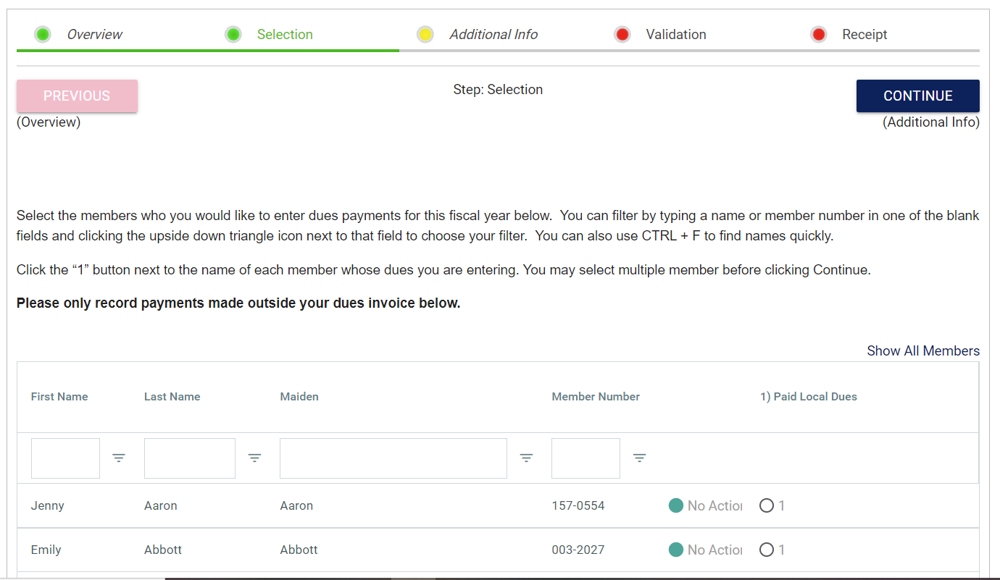 Overview Selection Additional Info Validation Receipt
PREVIOUS Step: Selection CONTINUE
(Overview) (Additional Info)
Select the members who you would like to enter dues payments for this fiscal year below.  You can filter by typing a name or member number in one of the blank
fields and clicking the upside down triangle icon next to that field to choose your filter.  You can also use CTRL + F to find names quickly.
Click the “1” button next to the name of each member whose dues you are entering. You may select multiple member before clicking Continue.
Please only record payments made outside your dues invoice below.
Show All Members
First Name Last Name Maiden Member Number 1) Paid Local Dues
Jenny Aaron Aaron 157-0554 No Action 1
Emily Abbott Abbott 003-2027 No Action 1